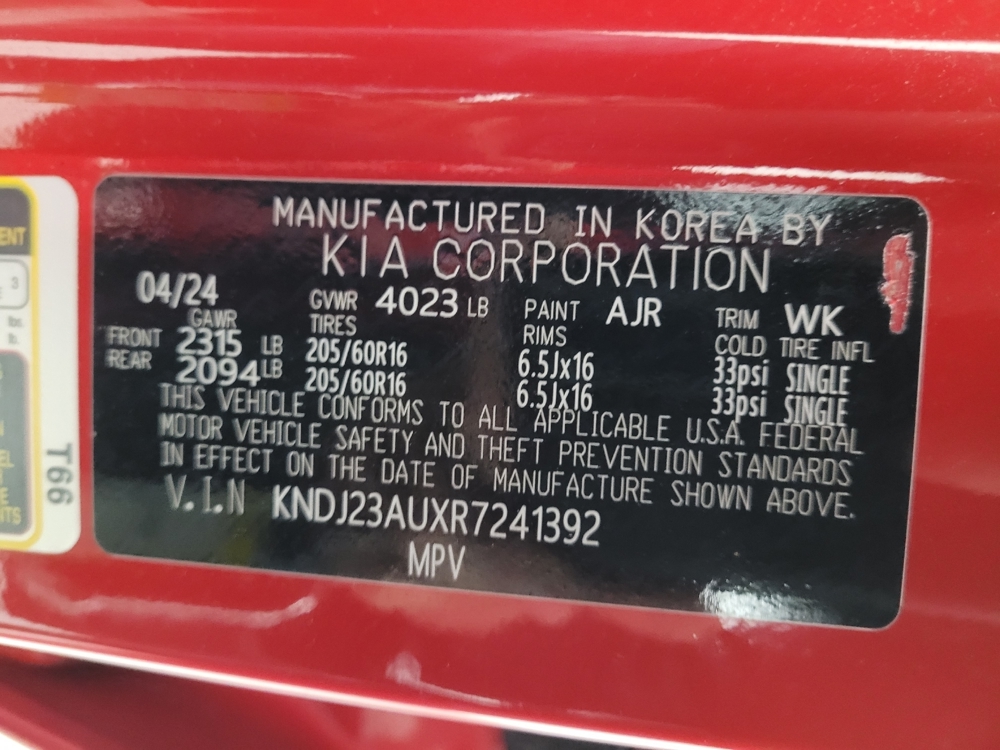 MANUFACTURED IN KOREA BY
KIA CORPORATION
04/24 GVWR 4023 LB PAINT AJR TRIM WK
GAWR TIRES RIMS COLD TIRE INFL
FRONT 2315 LB 205/60R16 6.5Jx16 33psi SINGLE
REAR 2094 LB 205/60R16 6.5Jx16 33psi SINGLE
THIS VEHICLE CONFORMS TO ALL APPLICABLE U.S.A. FEDERAL
MOTOR VEHICLE SAFETY AND THEFT PREVENTION STANDARDS
IN EFFECT ON THE DATE OF MANUFACTURE SHOWN ABOVE.
V.I.N KNDJ23AUXR7241392
MPV
T66
3
lbs.
lb.